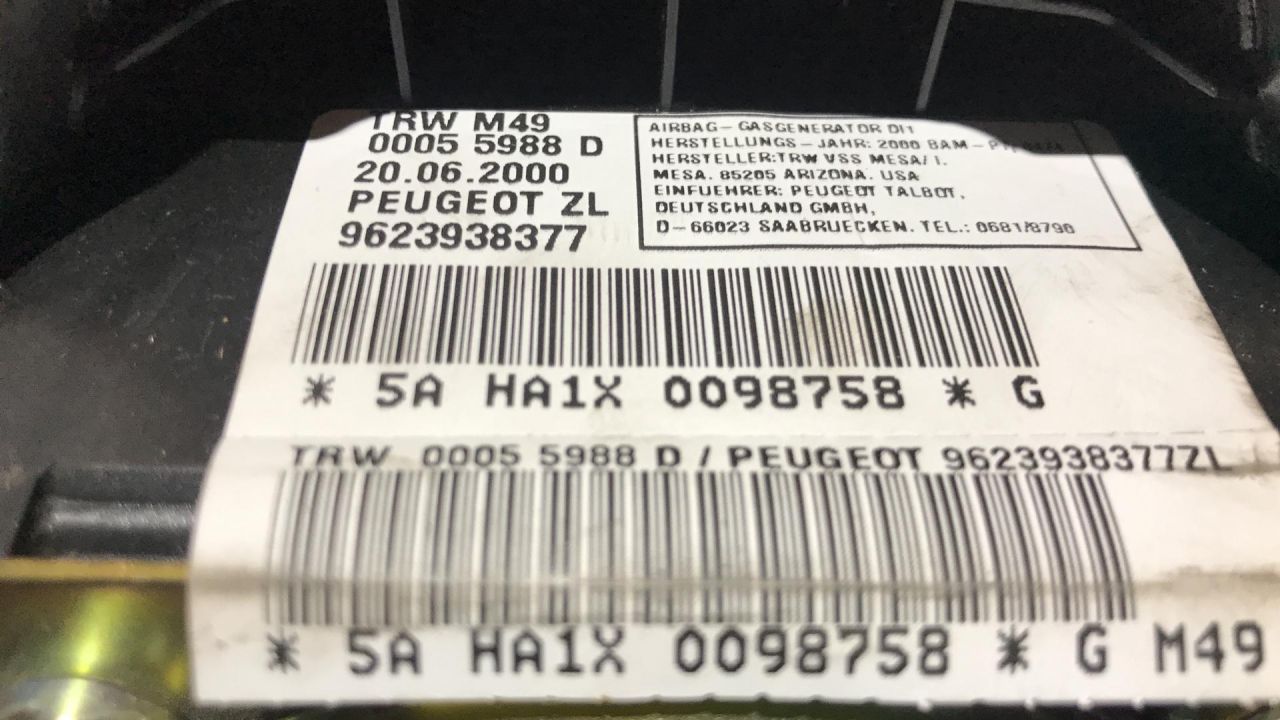 TRW M49
0005 5988 D
20.06.2000
PEUGEOT ZL
9623938377
AIRBAG- GASGENERATOR DI1
HERSTELLUNGS - JAHR: 2000 BAM -
HERSTELLER:TRW VSS MESA/ 1.
MESA. 85205 ARIZONA. USA
EINFUEHRER: PEUGEOT TALBOT.
DEUTSCHLAND GMBH,
D- 66023 SAABRUECKEN. TEL.: 0681/8790
* 5A HA1X 0098758 * G
TRW 0005 5988 D / PEUGEOT 9623938377ZL
* 5A HA1X 0098758 * G M49